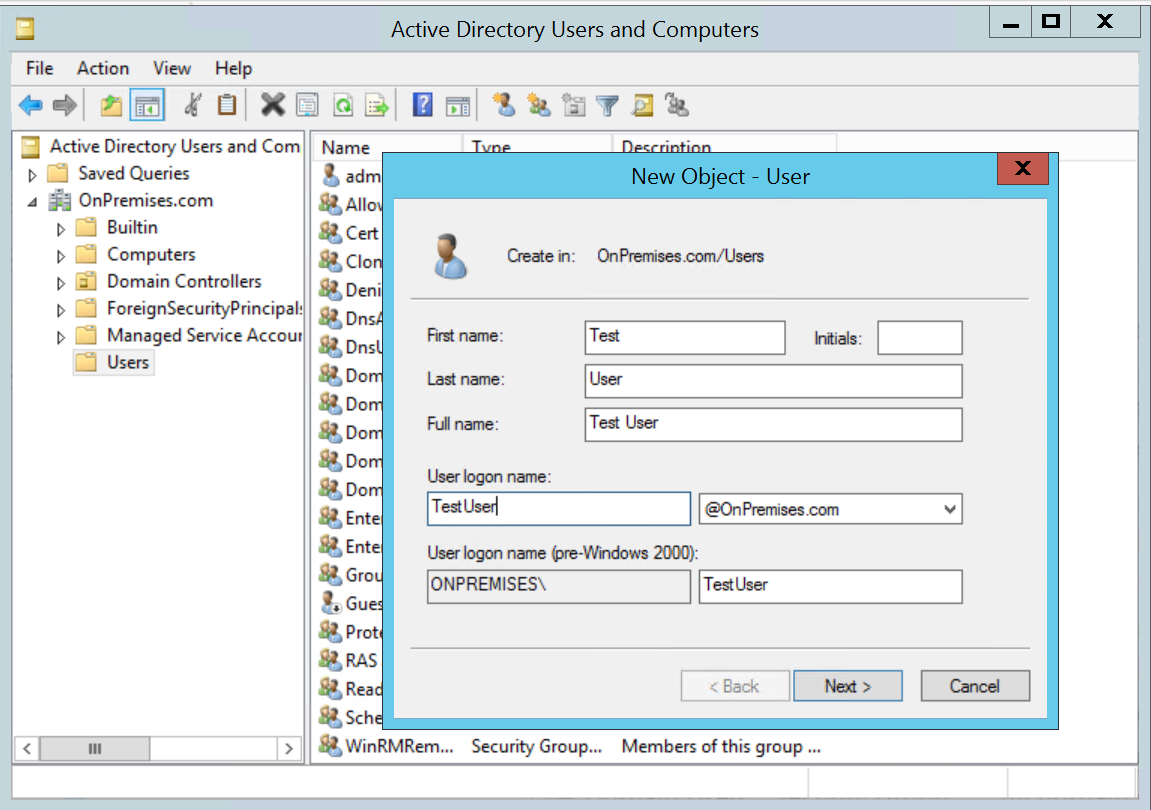 Active Directory Users and Computers
File Action View Help
Active Directory Users and Com
Name Type Description
Saved Queries
OnPremises.com
Builtin
Computers
Domain Controllers
ForeignSecurityPrincipals
Managed Service Accour
Users
adm
Allov
Cert
Clon
Deni
DnsA
DnsU
Dom
Dom
Dom
Dom
Dom
Enter
Enter
Grou
Gues
Prote
RAS
Read
Sche
WinRMRem... Security Group... Members of this group ...
New Object - User
Create in: OnPremises.com/Users
First name: Test Initials:
Last name: User
Full name: Test User
User logon name:
TestUser @OnPremises.com
User logon name (pre-Windows 2000):
ONPREMISES\ TestUser
< Back Next > Cancel